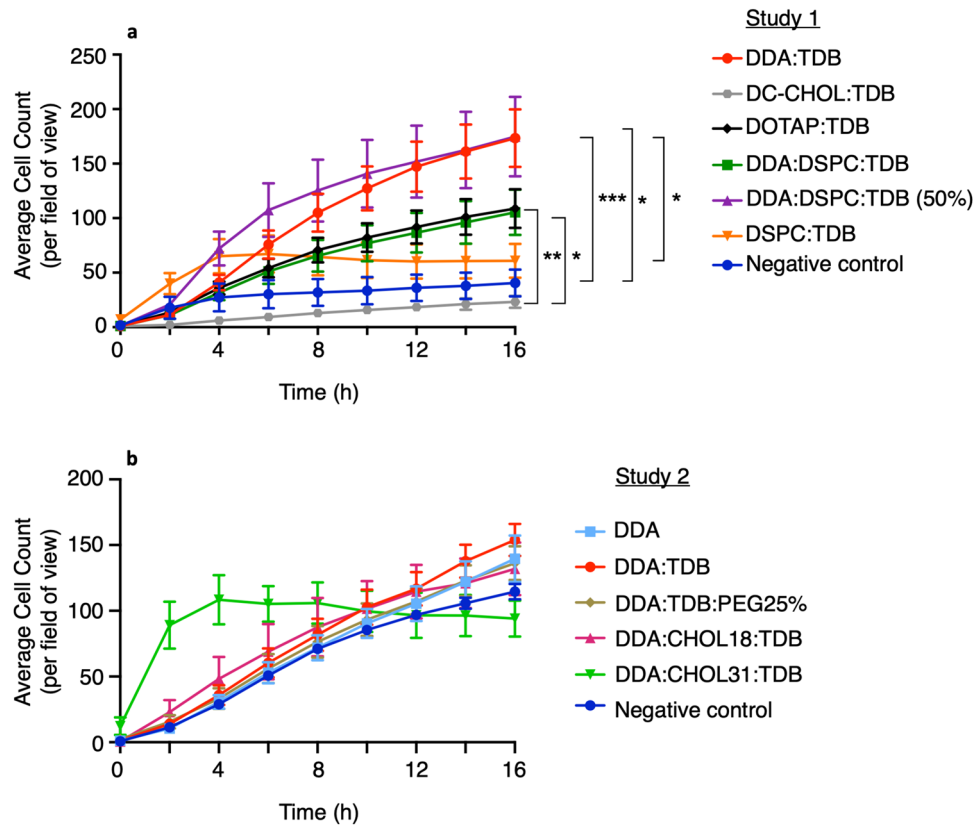 a
Study 1
250
200
150
100
50
0
Average Cell Count
(per field of view)
0 4 8 12 16
Time (h)
DDA:TDB
DC-CHOL:TDB
DOTAP:TDB
DDA:DSPC:TDB
DDA:DSPC:TDB (50%)
DSPC:TDB
Negative control
** * *** * *
b
Study 2
200
150
100
50
0
Average Cell Count
(per field of view)
0 4 8 12 16
Time (h)
DDA
DDA:TDB
DDA:TDB:PEG25%
DDA:CHOL18:TDB
DDA:CHOL31:TDB
Negative control